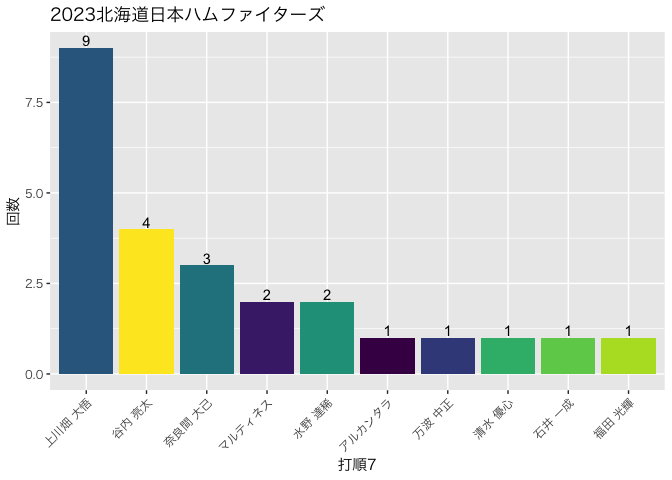 2023北海道日本ハムファイターズ
回数
7.5
5.0
2.5
0.0
9
4
3
2
2
1
1
1
1
1
上川畑 大悟
谷内 亮太
奈良間 大己
マルティネス
水野 達稀
アルカンタラ
万波 中正
清水 優心
石井 一成
福田 光輝
打順7